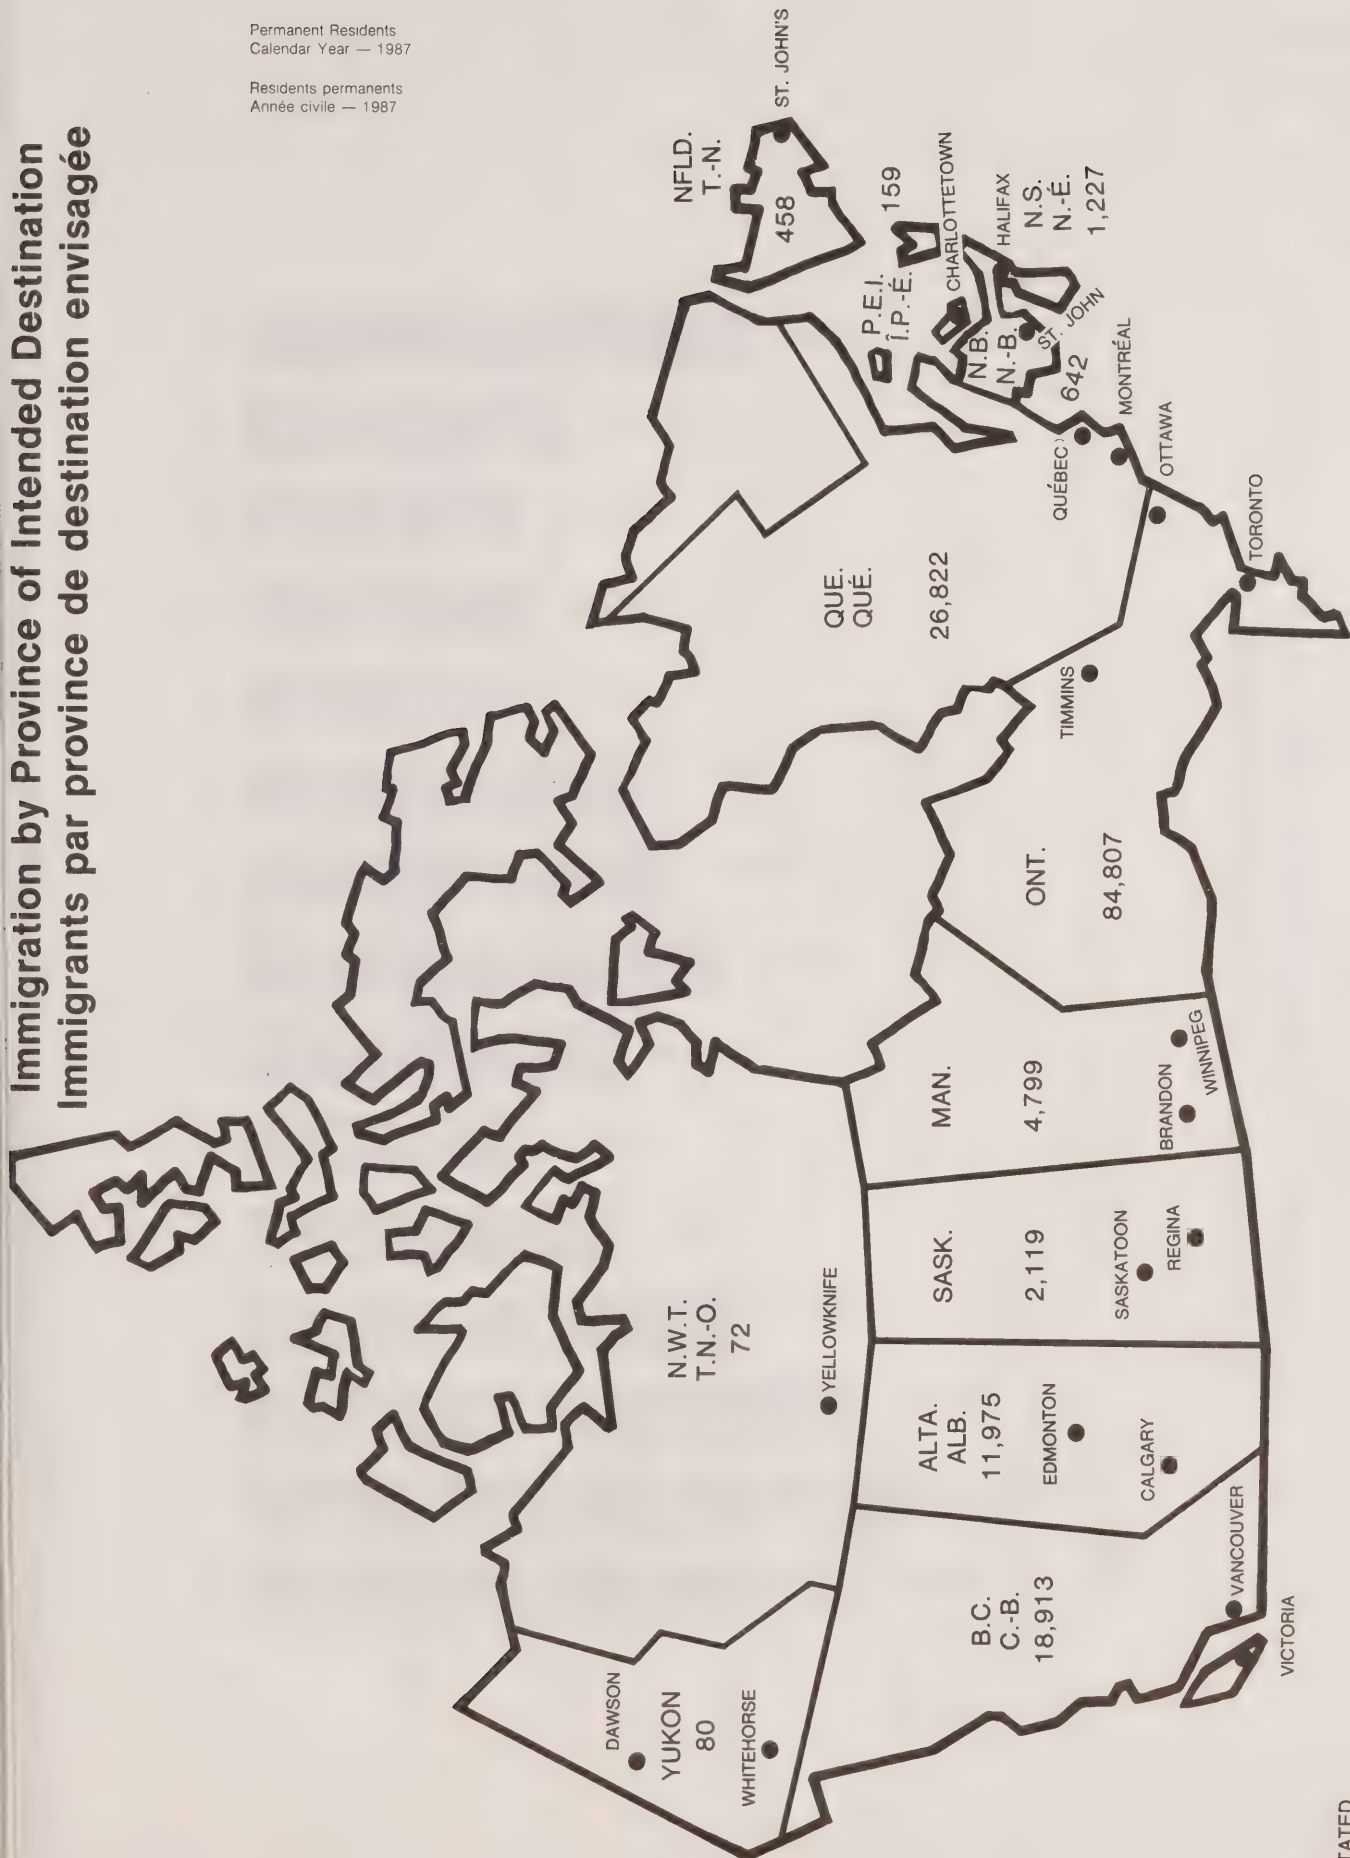 Immigration by Province of Intended Destination
Immigrants par province de destination envisagée
Permanent Residents
Calendar Year — 1987
Résidents permanents
Année civile — 1987
DAWSON
YUKON
80
WHITEHORSE
N.W.T.
T.N.-O.
72
YELLOWKNIFE
B.C.
C.-B.
18,913
VANCOUVER
VICTORIA
ALTA.
ALB.
11,975
EDMONTON
CALGARY
SASK.
2,119
SASKATOON
REGINA
MAN.
4,799
BRANDON
WINNIPEG
ONT.
84,807
TIMMINS
TORONTO
OTTAWA
QUE.
QUÉ.
26,822
QUÉBEC
MONTRÉAL
NFLD.
T.-N.
458
ST. JOHN'S
P.E.I.
Î.P.-É.
159
CHARLOTTETOWN
N.B.
N.-B.
642
ST. JOHN
HALIFAX
N.S.
N.-É.
1,227
TATED